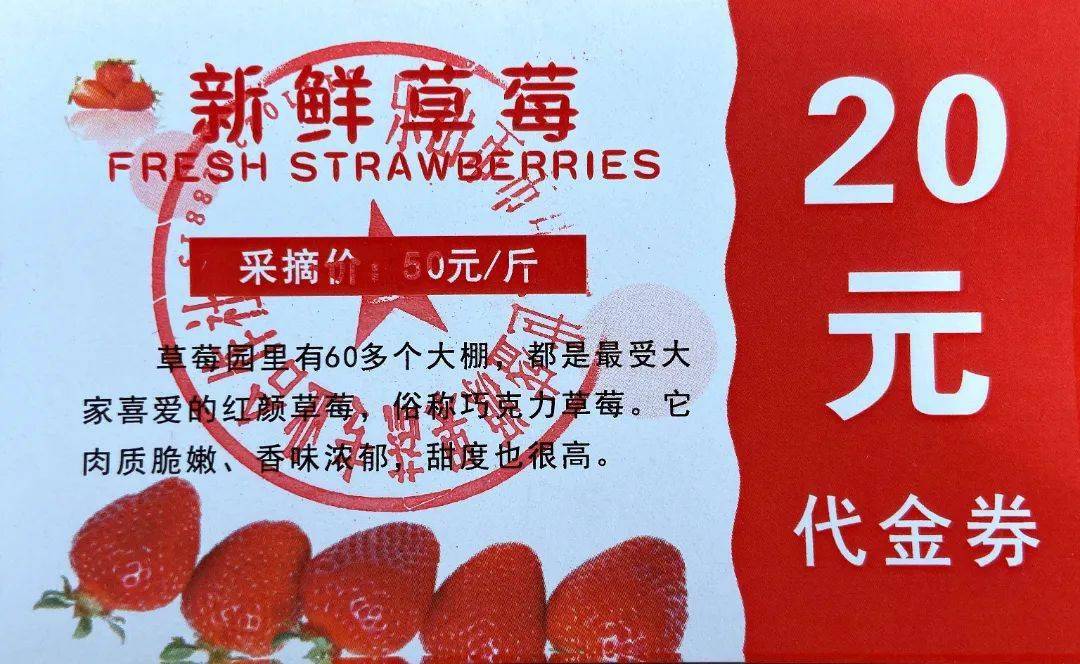 新鲜草莓
FRESH STRAWBERRIES
采摘价：50元/斤
草莓园里有60多个大棚，都是最受大
家喜爱的红颜草莓，俗称巧克力草莓。它
肉质脆嫩、香味浓郁，甜度也很高。
20
元
代金券